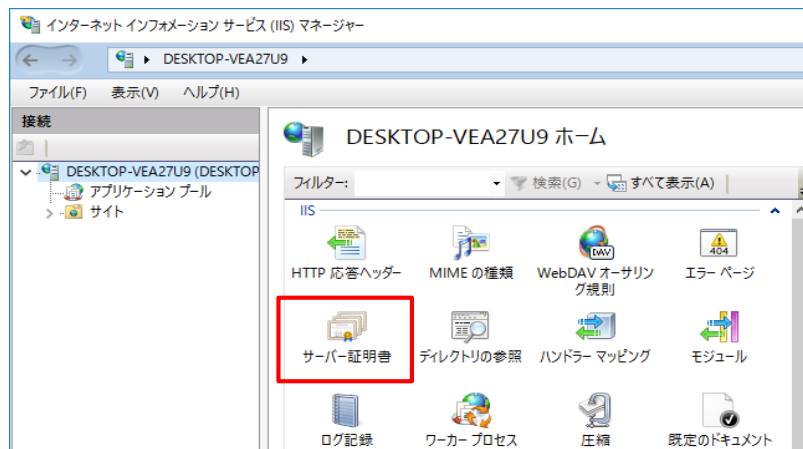 インターネット インフォメーション サービス (IIS) マネージャー
DESKTOP-VEA27U9
ファイル(F) 表示(V) ヘルプ(H)
接続
DESKTOP-VEA27U9 (DESKTOP
アプリケーション プール
サイト
DESKTOP-VEA27U9 ホーム
フィルター: 検索(G) すべて表示(A)
IIS
DAV
404
HTTP 応答ヘッダー MIME の種類 WebDAV オーサリン エラー ページ
グ規則
サーバー証明書 ディレクトリの参照 ハンドラー マッピング モジュール
ログ記録 ワーカー プロセス 圧縮 既定のドキュメント